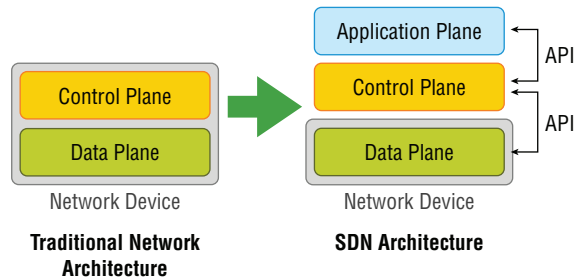 Application Plane
API
Control Plane
Control Plane
API
Data Plane
Data Plane
Network Device
Network Device
Traditional Network
Architecture
SDN Architecture